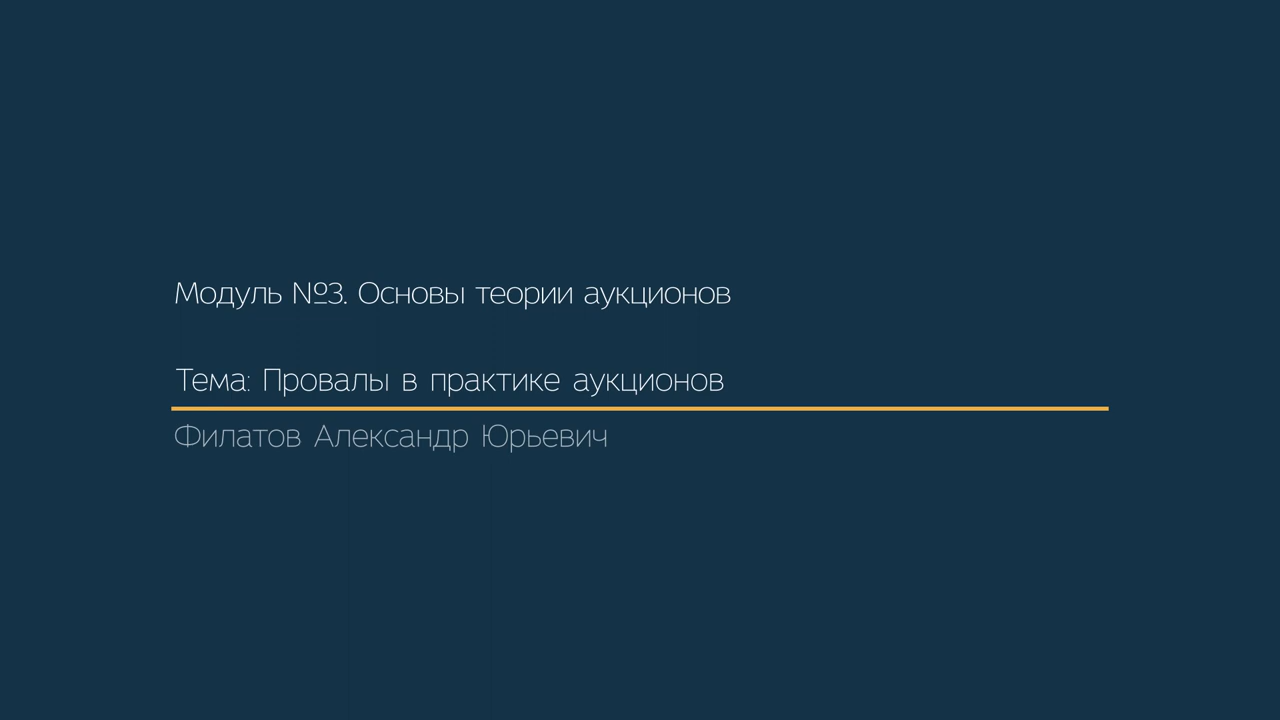 Модуль №3. Основы теории аукционов
Тема: Провалы в практике аукционов
Филатов Александр Юрьевич